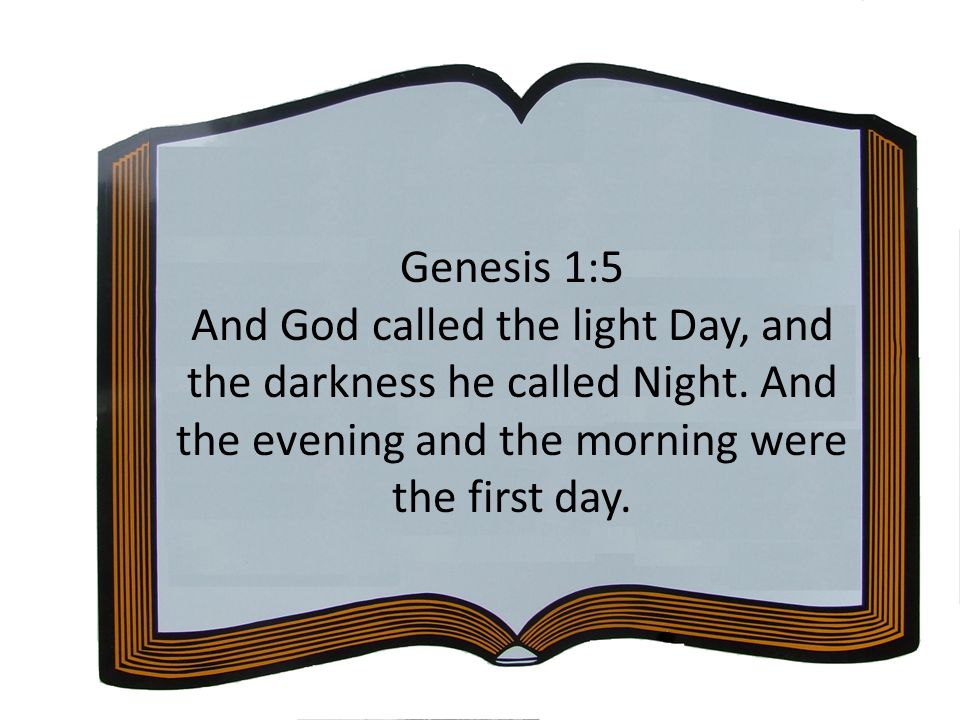 Genesis 1:5
And God called the light Day, and
the darkness he called Night. And
the evening and the morning were
the first day.